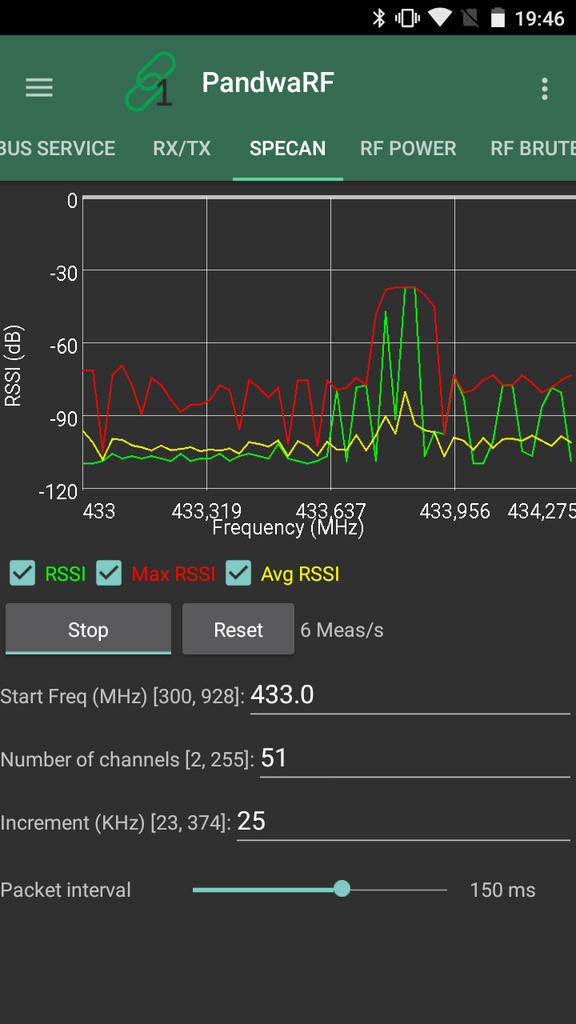 19:46
1
PandwaRF
BUS SERVICE RX/TX SPECAN RF POWER RF BRUTE
0
-30
-60
-90
-120
RSSI (dB)
433 433,319 433,637 433,956 434,275
Frequency (MHz)
RSSI Max RSSI Avg RSSI
Stop Reset 6 Meas/s
Start Freq (MHz) [300, 928]: 433.0
Number of channels [2, 255]: 51
Increment (KHz) [23, 374]: 25
Packet interval 150 ms